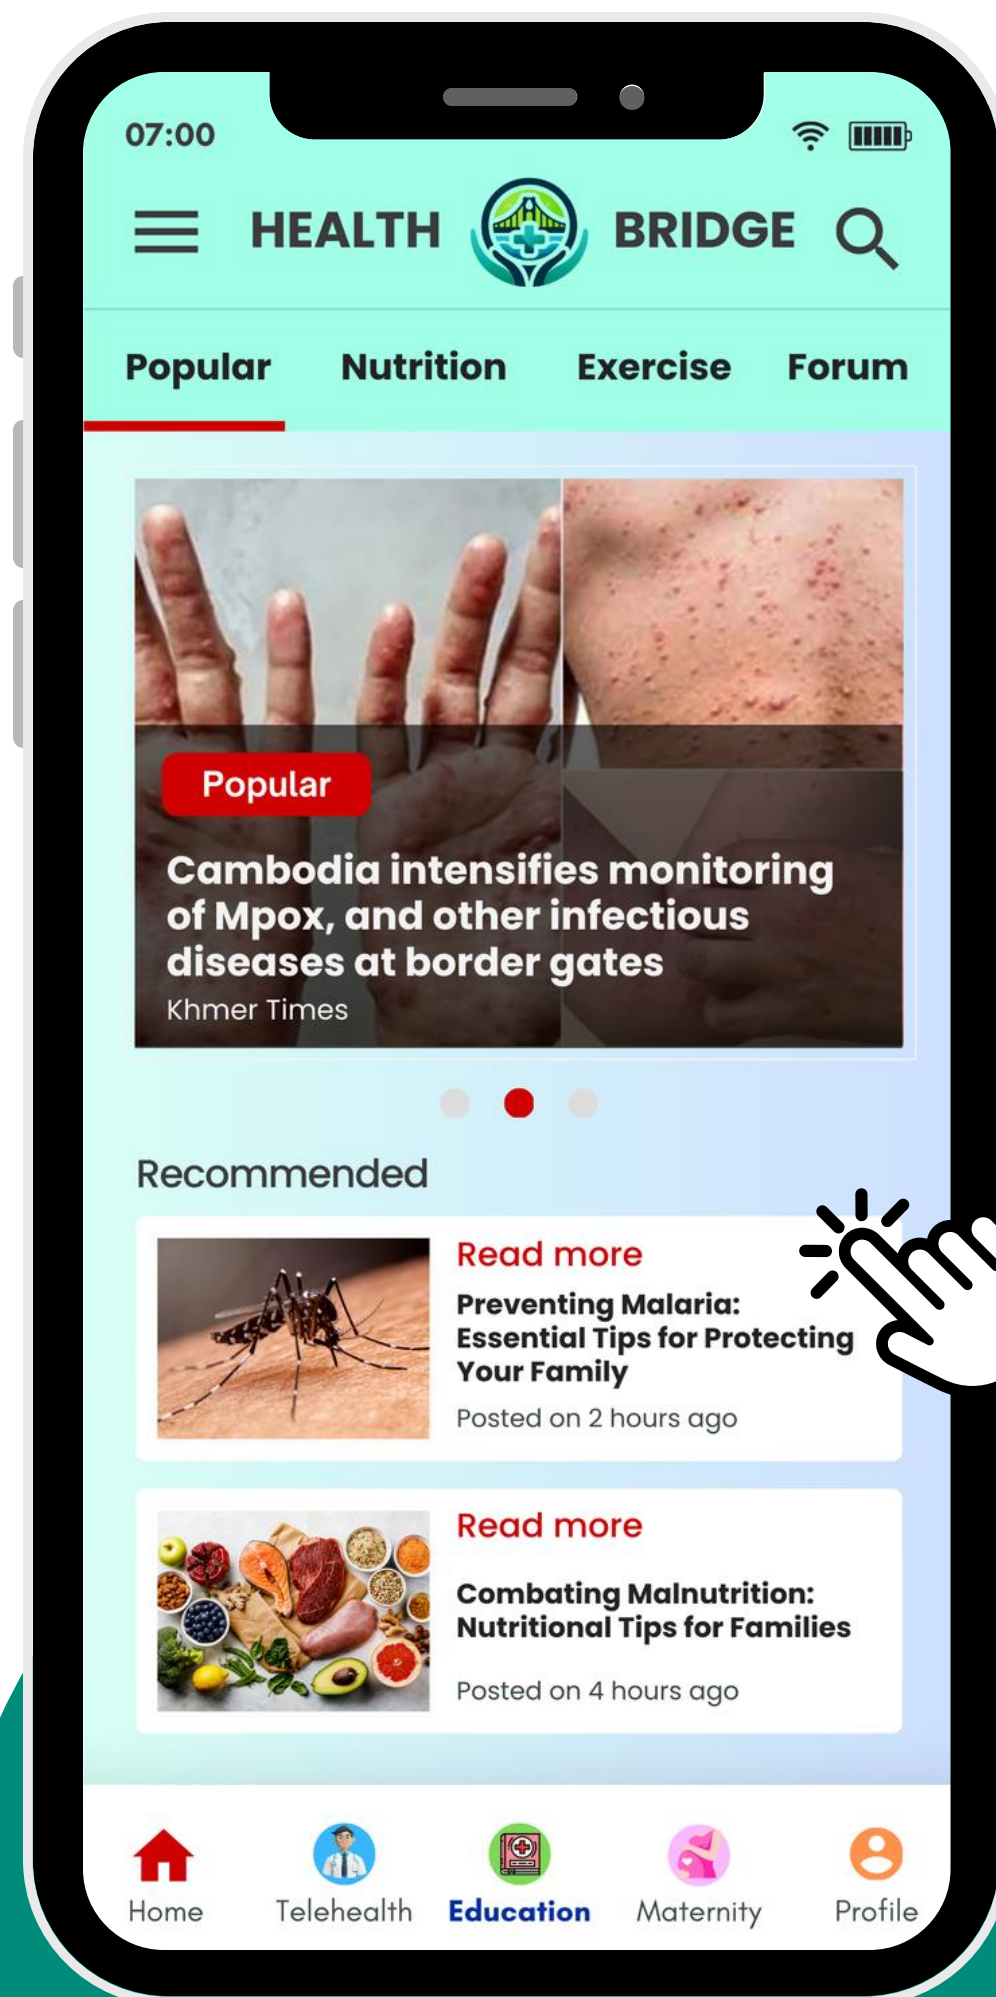 07:00
HEALTH BRIDGE
Popular Nutrition Exercise Forum
Popular
Cambodia intensifies monitoring
of Mpox, and other infectious
diseases at border gates
Khmer Times
Recommended
Read more
Preventing Malaria:
Essential Tips for Protecting
Your Family
Posted on 2 hours ago
Read more
Combating Malnutrition:
Nutritional Tips for Families
Posted on 4 hours ago
Home Telehealth Education Maternity Profile